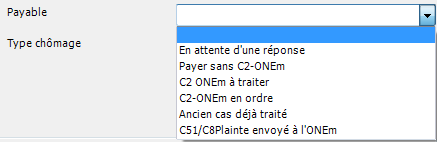 Payable
Type chômage
En attente d'une réponse
Payer sans C2-ONEm
C2 ONEm à traiter
C2-ONEm en ordre
Ancien cas déjà traité
C51/C8Plainte envoyé à l'ONEm